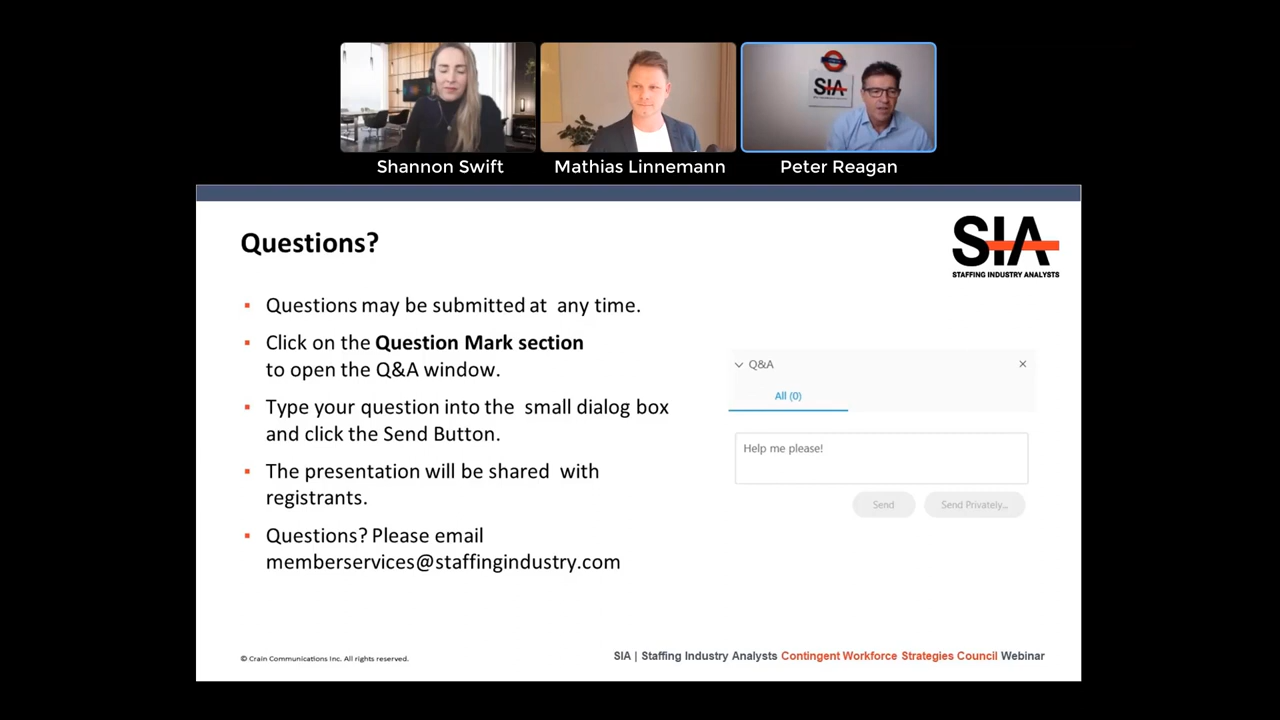 SIA
Shannon Swift
Mathias Linnemann
Peter Reagan
Questions?
SIA
STAFFING INDUSTRY ANALYSTS
▪ Questions may be submitted at any time.
▪ Click on the Question Mark section
to open the Q&A window.
▪ Type your question into the small dialog box
and click the Send Button.
▪ The presentation will be shared with
registrants.
▪ Questions? Please email
memberservices@staffingindustry.com
Q&A
All (0)
Help me please!
Send
Send Privately...
© Crain Communications Inc. All rights reserved.
SIA | Staffing Industry Analysts Contingent Workforce Strategies Council Webinar